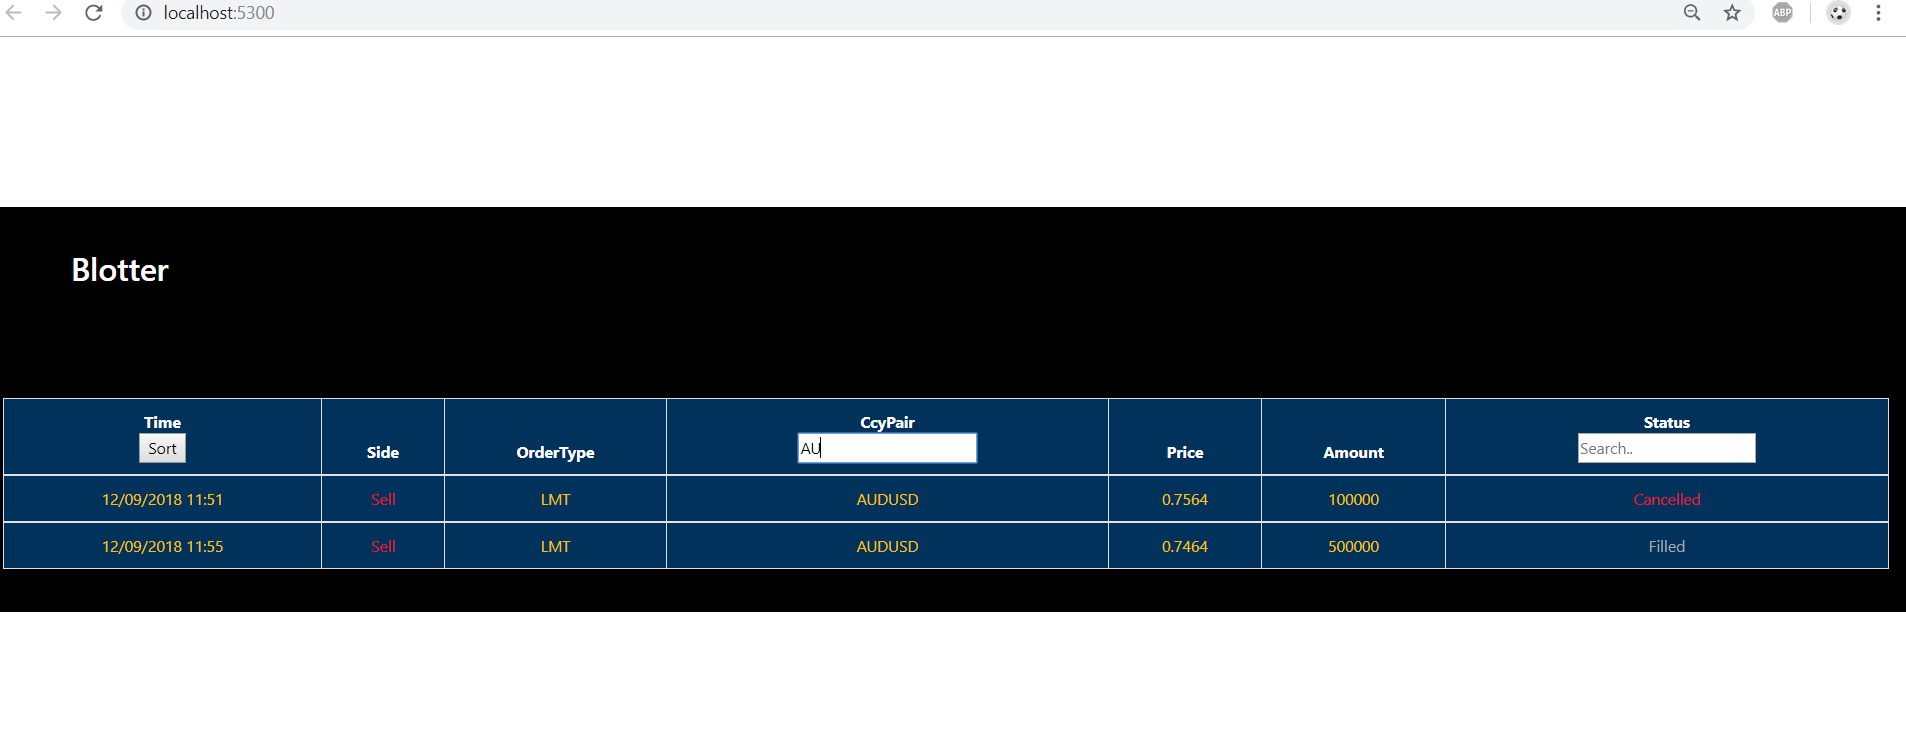 localhost:5300
ABP
Blotter
Time Side OrderType CcyPair Price Amount Status
Sort AU Search..
12/09/2018 11:51 Sell LMT AUDUSD 0.7564 100000 Cancelled
12/09/2018 11:55 Sell LMT AUDUSD 0.7464 500000 Filled